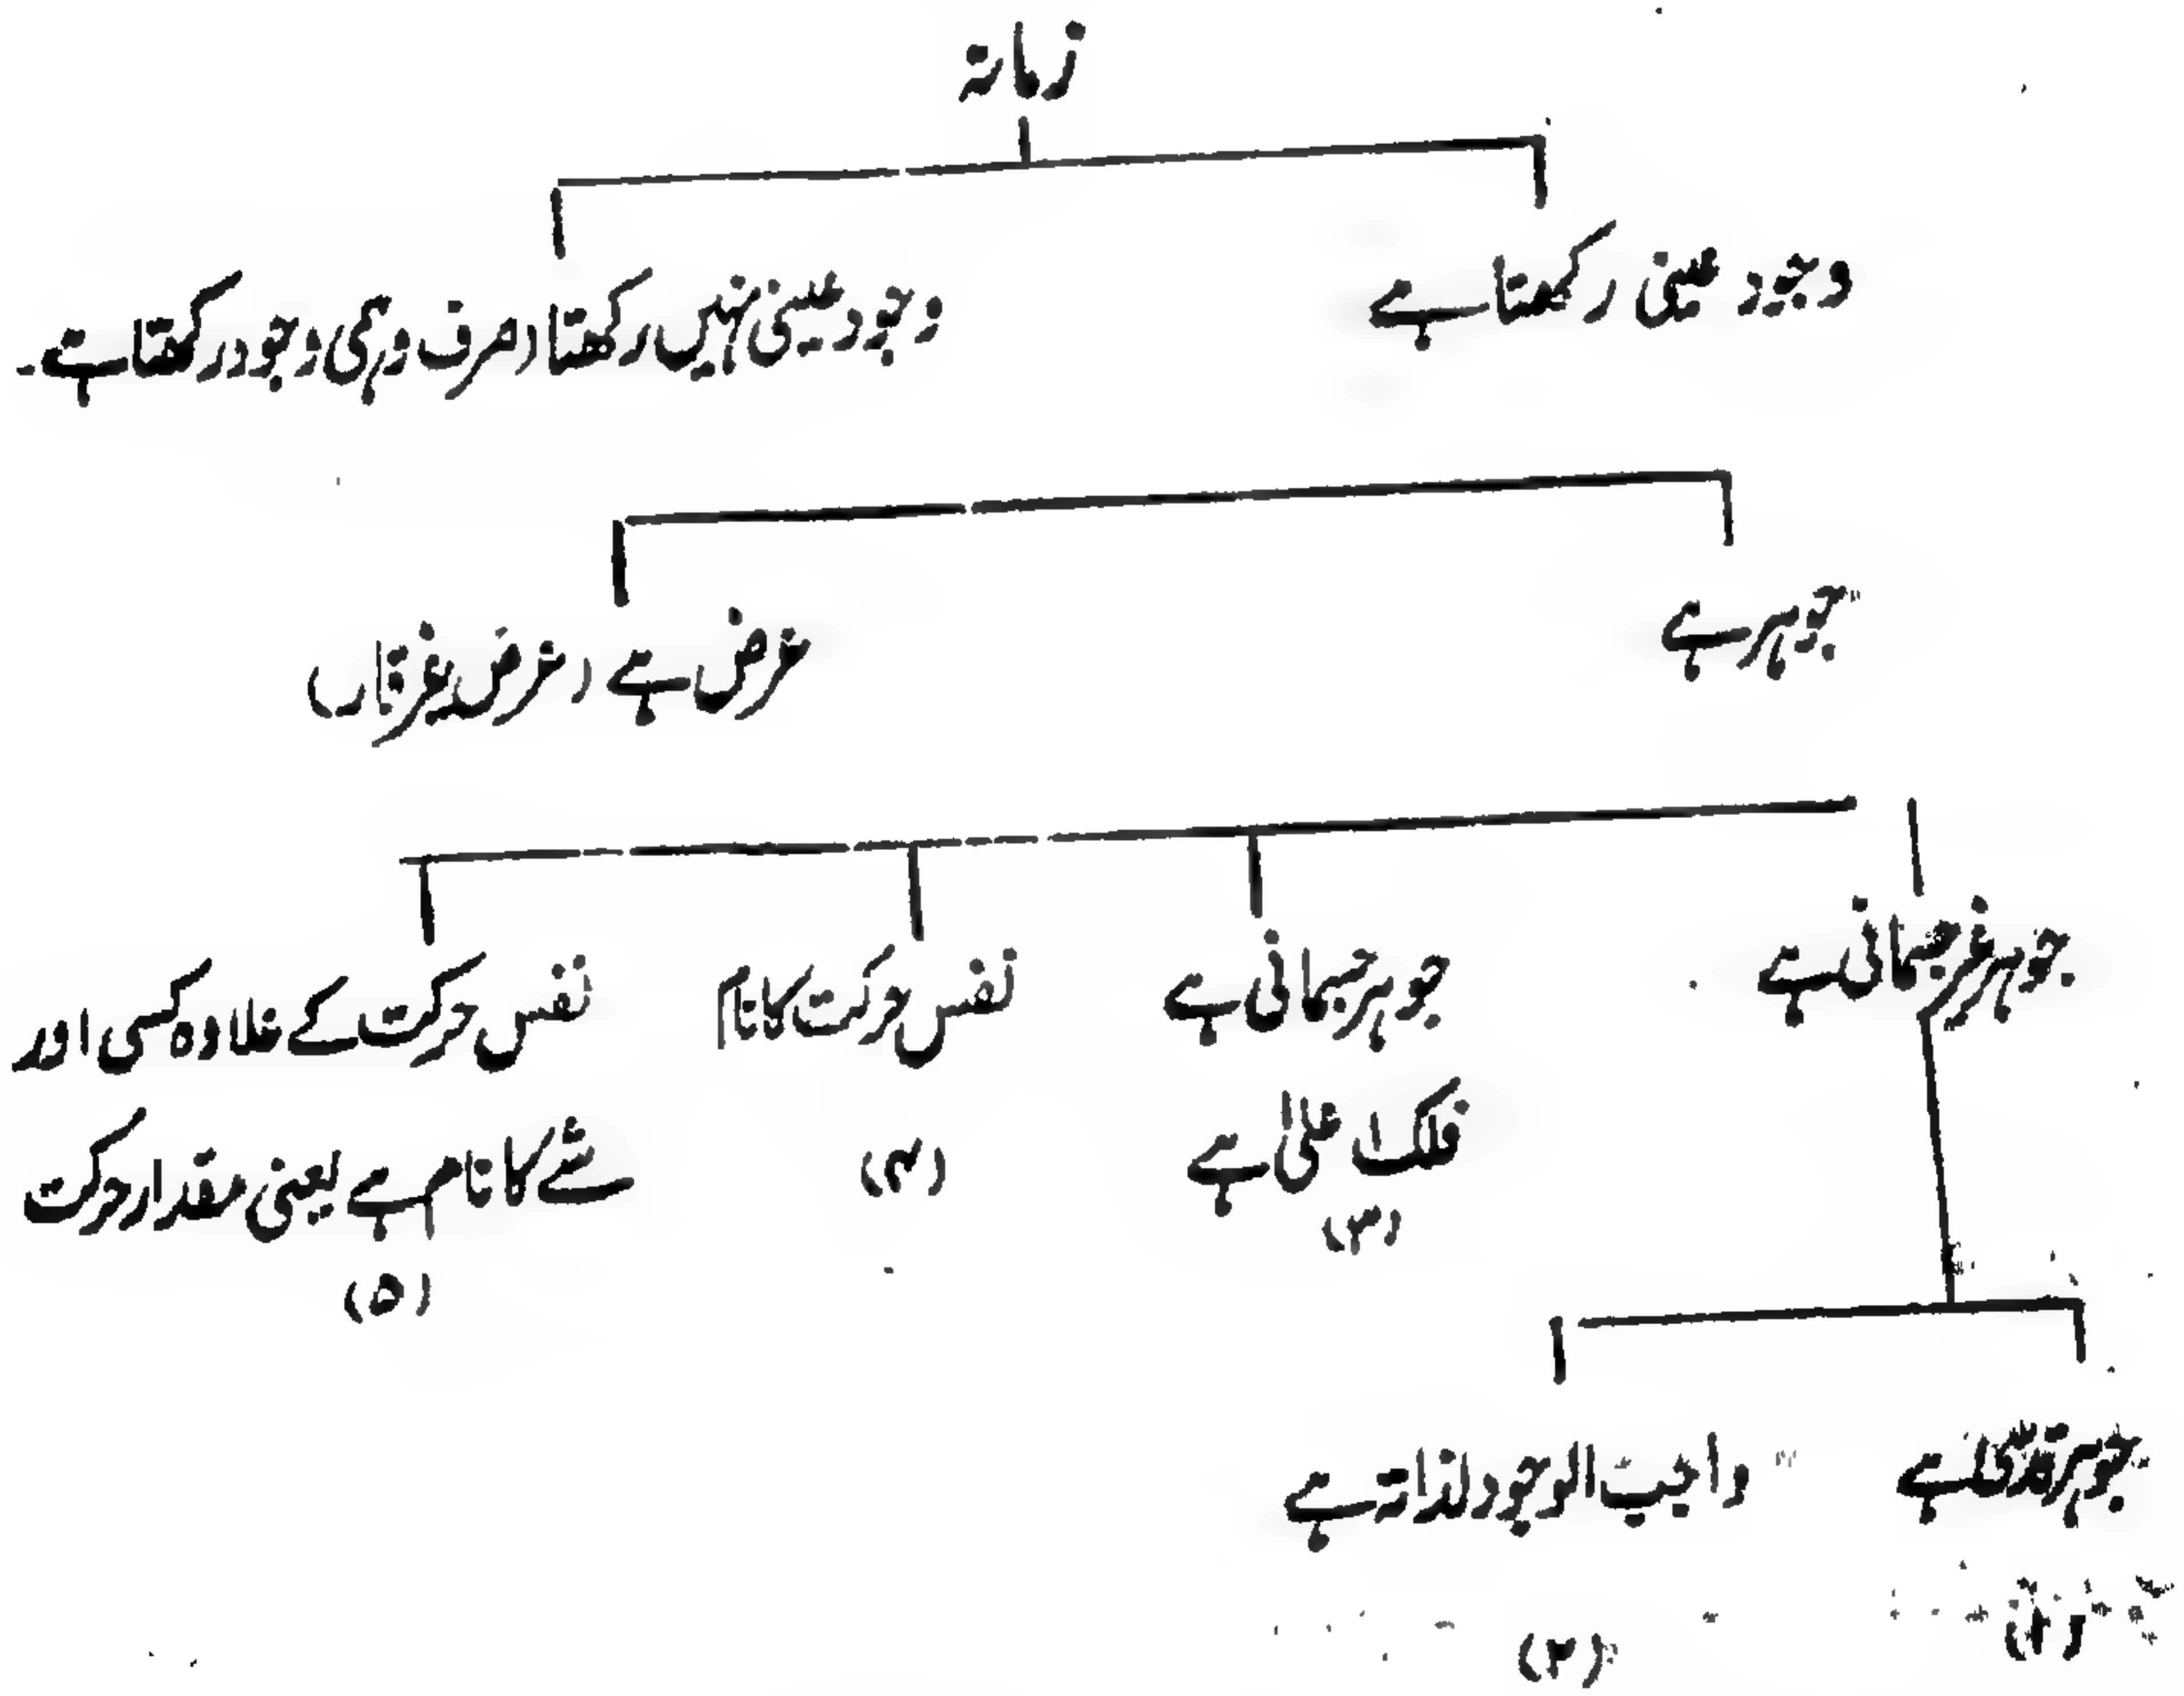 زمانہ
وجود عینی رکھتا ہے
وجود عینی نہیں رکھتا (صرف وہمی وجود رکھتا ہے۔
جوہر ہے
عرض ہے (عرض غیر قار)
جوہر غیر جسمانی ہے
جوہر جسمانی ہے
فلک اعلیٰ ہے
(۳)
نفس حرکت کا نام
(۴)
نفس حرکت کے علاوہ کسی اور
شے کا نام ہے یعنی مقدار حرکت
(۵)
جوہر قدسی ہے
(۱)
واجب الوجود لذاتہ ہے
(۲)